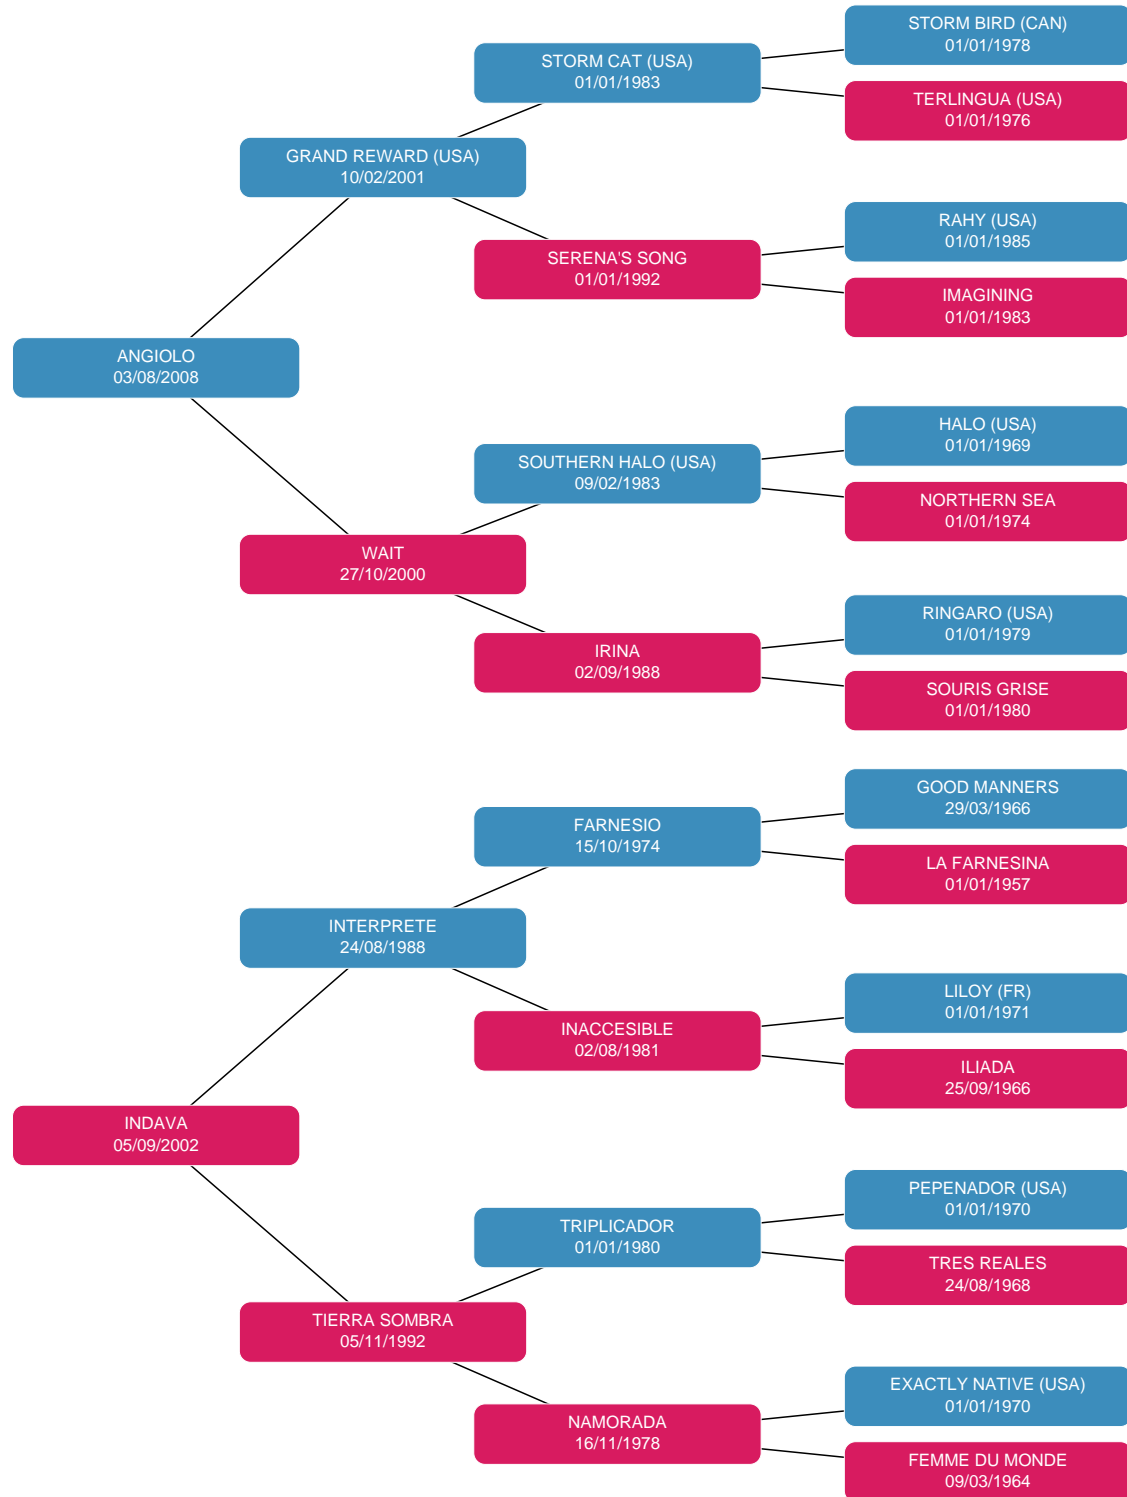 STORM BIRD (CAN)
01/01/1978
STORM CAT (USA)
01/01/1983
TERLINGUA (USA)
01/01/1976
GRAND REWARD (USA)
10/02/2001
RAHY (USA)
01/01/1985
SERENA'S SONG
01/01/1992
IMAGINING
01/01/1983
ANGIOLO
03/08/2008
HALO (USA)
01/01/1969
SOUTHERN HALO (USA)
09/02/1983
NORTHERN SEA
01/01/1974
WAIT
27/10/2000
RINGARO (USA)
01/01/1979
IRINA
02/09/1988
SOURIS GRISE
01/01/1980
GOOD MANNERS
29/03/1966
FARNESIO
15/10/1974
LA FARNESINA
01/01/1957
INTERPRETE
24/08/1988
LILOY (FR)
01/01/1971
INACCESIBLE
02/08/1981
ILIADA
25/09/1966
INDAVA
05/09/2002
PEPENADOR (USA)
01/01/1970
TRIPLICADOR
01/01/1980
TRES REALES
24/08/1968
TIERRA SOMBRA
05/11/1992
EXACTLY NATIVE (USA)
01/01/1970
NAMORADA
16/11/1978
FEMME DU MONDE
09/03/1964